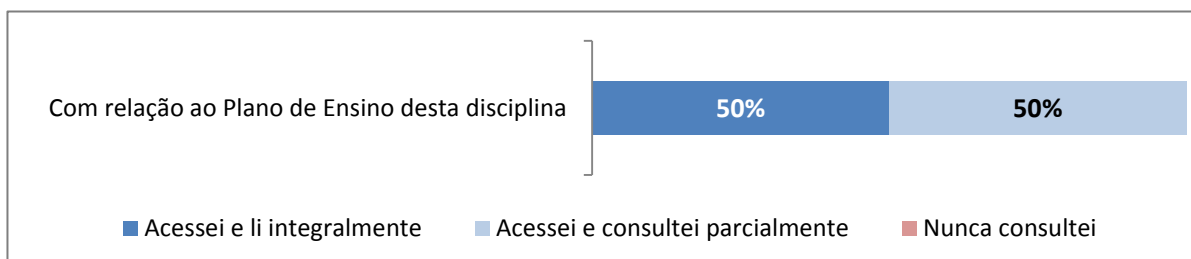 Com relação ao Plano de Ensino desta disciplina 50% 50%
Acessei e li integralmente Acessei e consultei parcialmente Nunca consultei